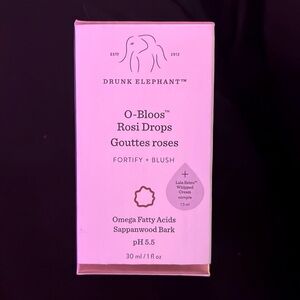 ESTD 2012
DRUNK ELEPHANT™
O-Bloos™
Rosi Drops
Gouttes roses
FORTIFY + BLUSH
+
Lala Retro™
Whipped
Cream
sample
Omega Fatty Acids
Sappanwood Bark
pH 5.5
30 ml / 1 fl oz